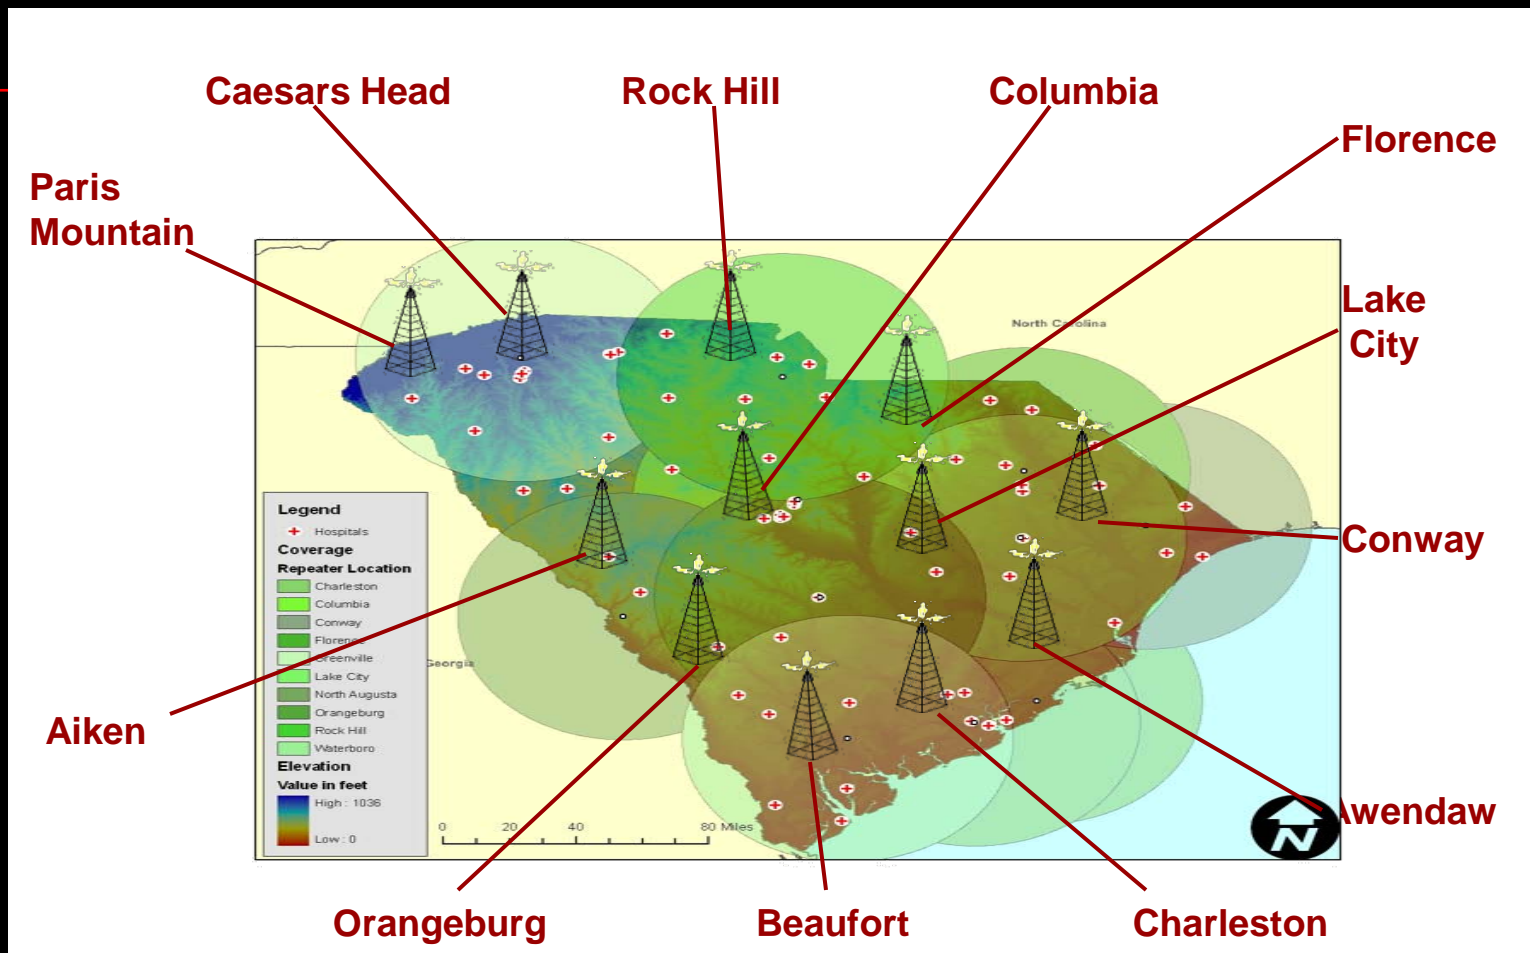 Caesars Head
Rock Hill
Columbia
Florence
Paris
Mountain
Lake
City
North Carolina
Conway
Georgia
Legend
Hospitals
Coverage
Repeater Location
Charleston
Columbia
Conway
Florence
Greenville
Lake City
North Augusta
Orangeburg
Rock Hill
Waterboro
Elevation
Value in feet
High : 1036
Low : 0
0 20 40 80 Miles
Aiken
Awendaw
N
Orangeburg
Beaufort
Charleston